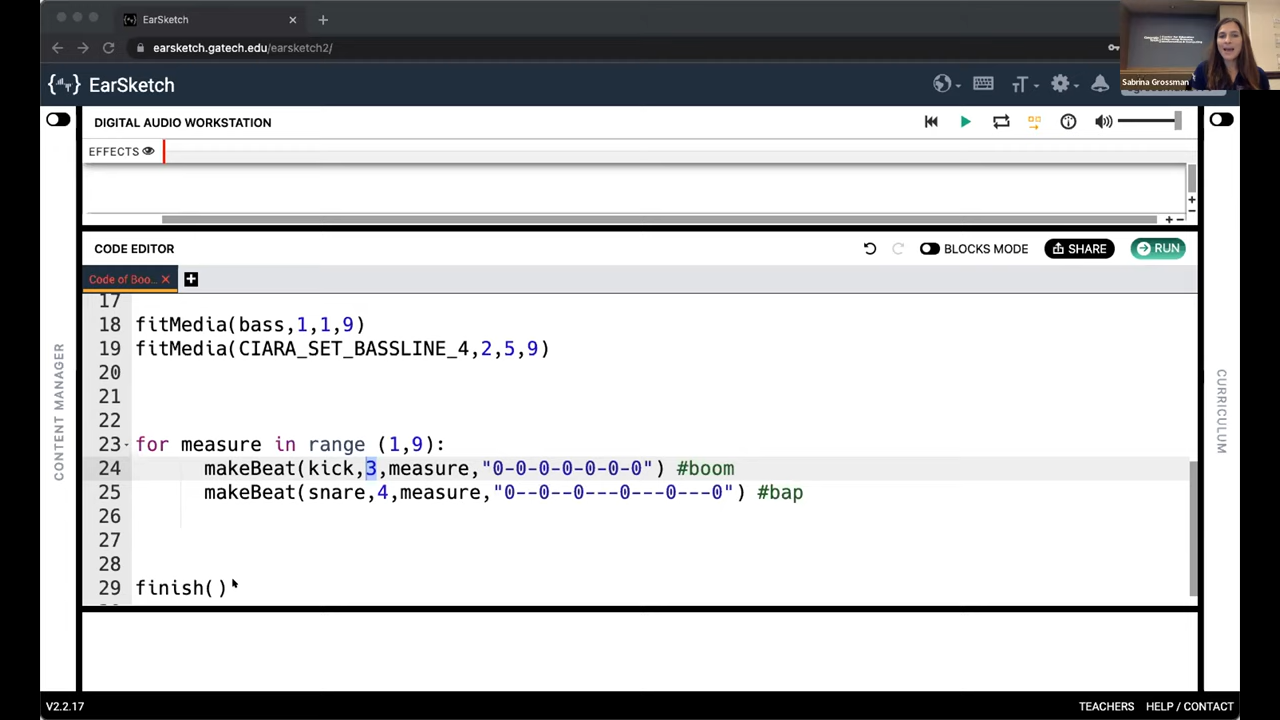 EarSketch
earsketch.gatech.edu/earsketch2/
Sabrina Grossman
EarSketch
DIGITAL AUDIO WORKSTATION
EFFECTS
CODE EDITOR
BLOCKS MODE
SHARE
RUN
Code of Boo...
17
18 fitMedia(bass,1,1,9)
19 fitMedia(CIARA_SET_BASSLINE_4,2,5,9)
20
21
22
23 for measure in range (1,9):
24 makeBeat(kick,3,measure,"0-0-0-0-0-0-0") #boom
25 makeBeat(snare,4,measure,"0--0--0---0---0---0") #bap
26
27
28
29 finish()
CONTENT MANAGER
CURRICULUM
V2.2.17
TEACHERS
HELP / CONTACT